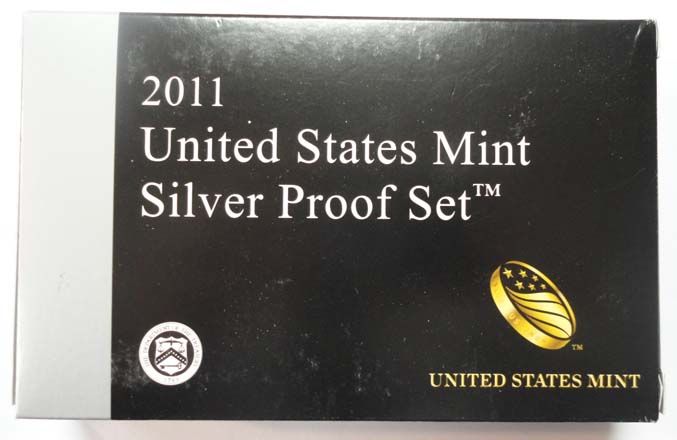 2011
United States Mint
Silver Proof Set™
UNITED STATES MINT
TM